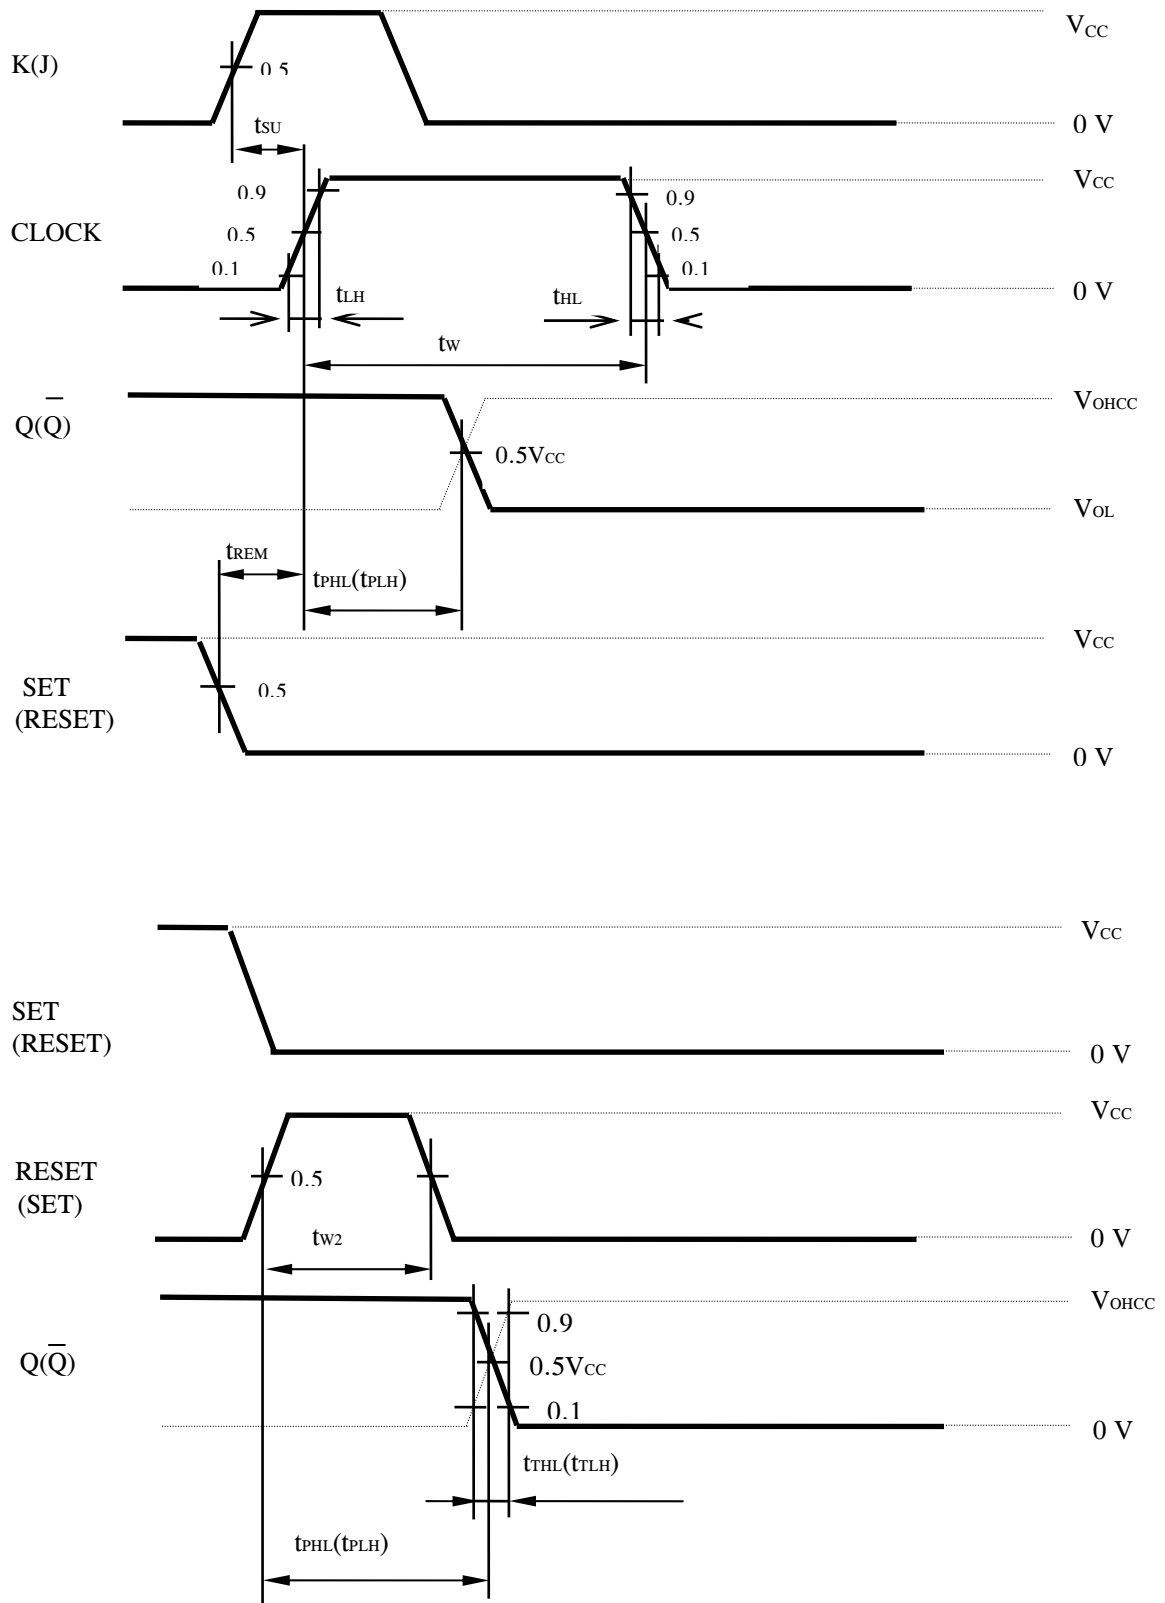 VCC
K(J)
0.5
0 V
tSU
VCC
0.9
0.9
CLOCK
0.5
0.5
0.1
0.1
0 V
tLH
tHL
tW
VOHCC
Q(Q̅)
0.5VCC
VOL
tREM
tPHL(tPLH)
VCC
SET
0.5
(RESET)
0 V
VCC
SET
(RESET)
0 V
VCC
RESET
0.5
(SET)
tW2
0 V
VOHCC
0.9
Q(Q̅)
0.5VCC
0.1
0 V
tTHL(tTLH)
tPHL(tPLH)